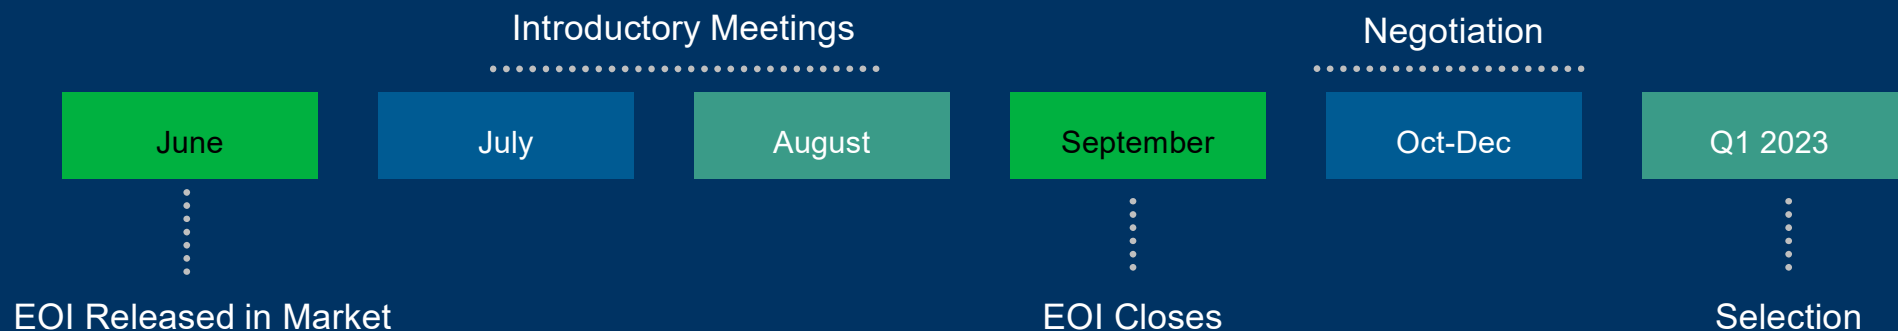 Introductory Meetings
Negotiation
June
July
August
September
Oct-Dec
Q1 2023
EOI Released in Market
EOI Closes
Selection